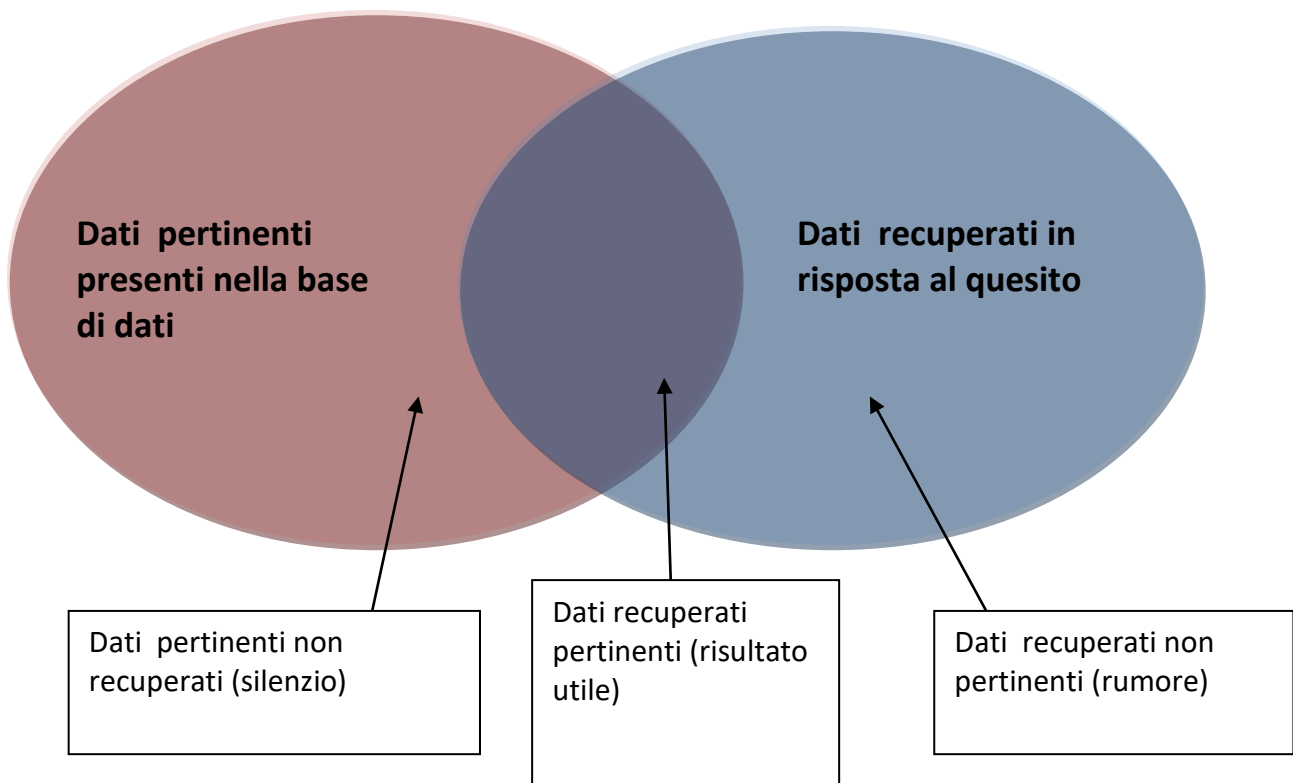 Dati pertinenti
presenti nella base
di dati
Dati recuperati in
risposta al quesito
Dati pertinenti non
recuperati (silenzio)
Dati recuperati
pertinenti (risultato
utile)
Dati recuperati non
pertinenti (rumore)